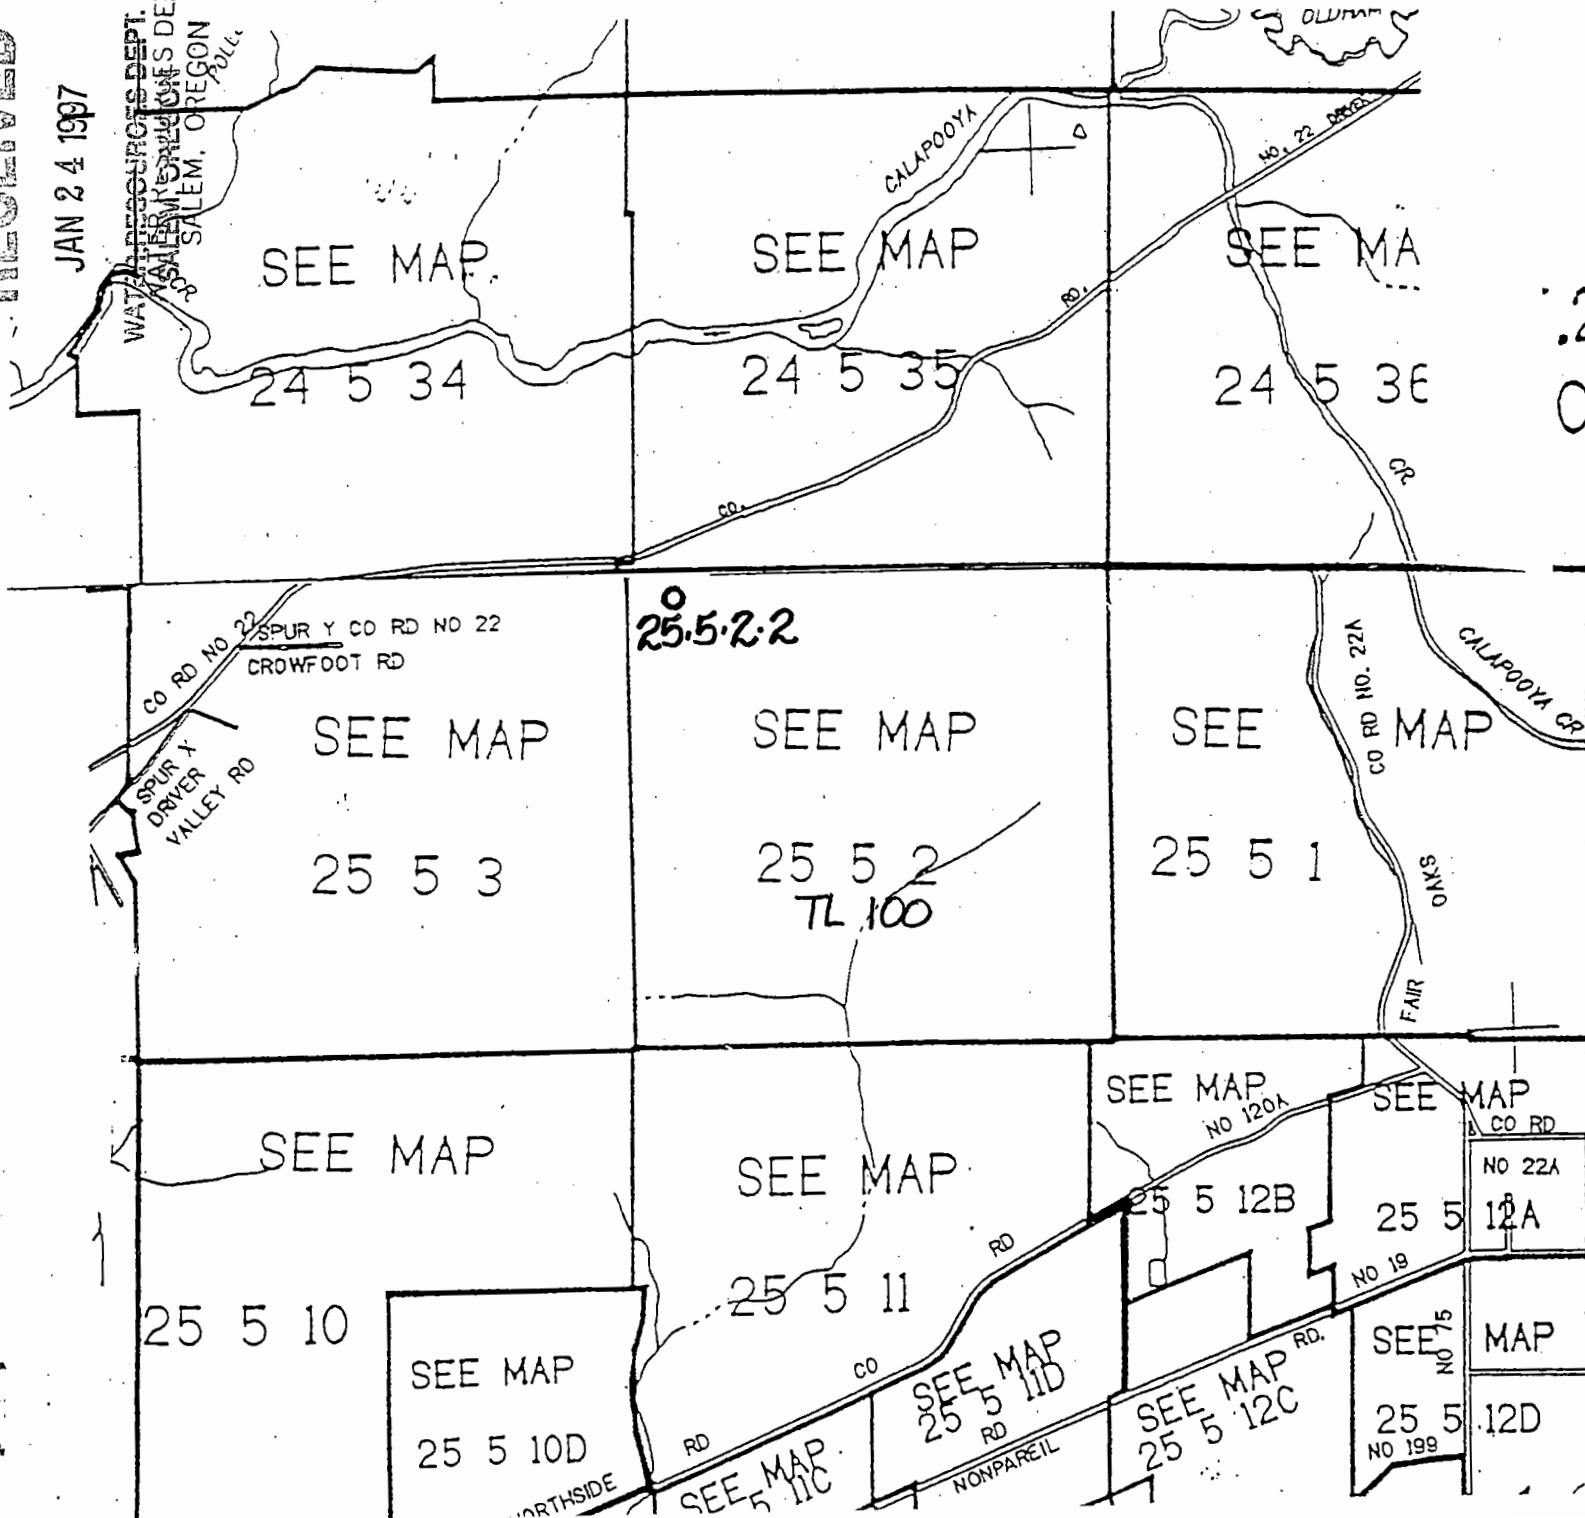 RECEIVED
JAN 24 1997
WATER RESOURCES DEPT.
SALEM, OREGON
OLDHAM
CALAPOOYA
NO. 22 DRIVER
CR
SEE MAP
24 5 34
SEE MAP
24 5 35
RD.
CO.
SEE MA
24 5 36
CR
CO RD NO 22
SPUR Y CO RD NO 22
CROWFOOT RD
SPUR X
DRIVER
VALLEY RD
SEE MAP
25 5 3
25.5.2.2
SEE MAP
25 5 2
TL 100
SEE MAP
25 5 1
CO RD NO. 22A
CALAPOOYA CR
OAKS
FAIR
SEE MAP
25 5 10
SEE MAP
25 5 11
SEE MAP
NO 120A
25 5 12B
SEE MAP
CO RD
NO 22A
25 5 12A
RD
NO 19
SEE MAP
25 5 10D
CO
RD
NORTHSIDE
SEE MAP
5 11C
SEE MAP
25 5 11D
RD
NONPAREIL
RD.
SEE MAP
25 5 12C
SEE MAP
NO 75
25 5 12D
NO 199